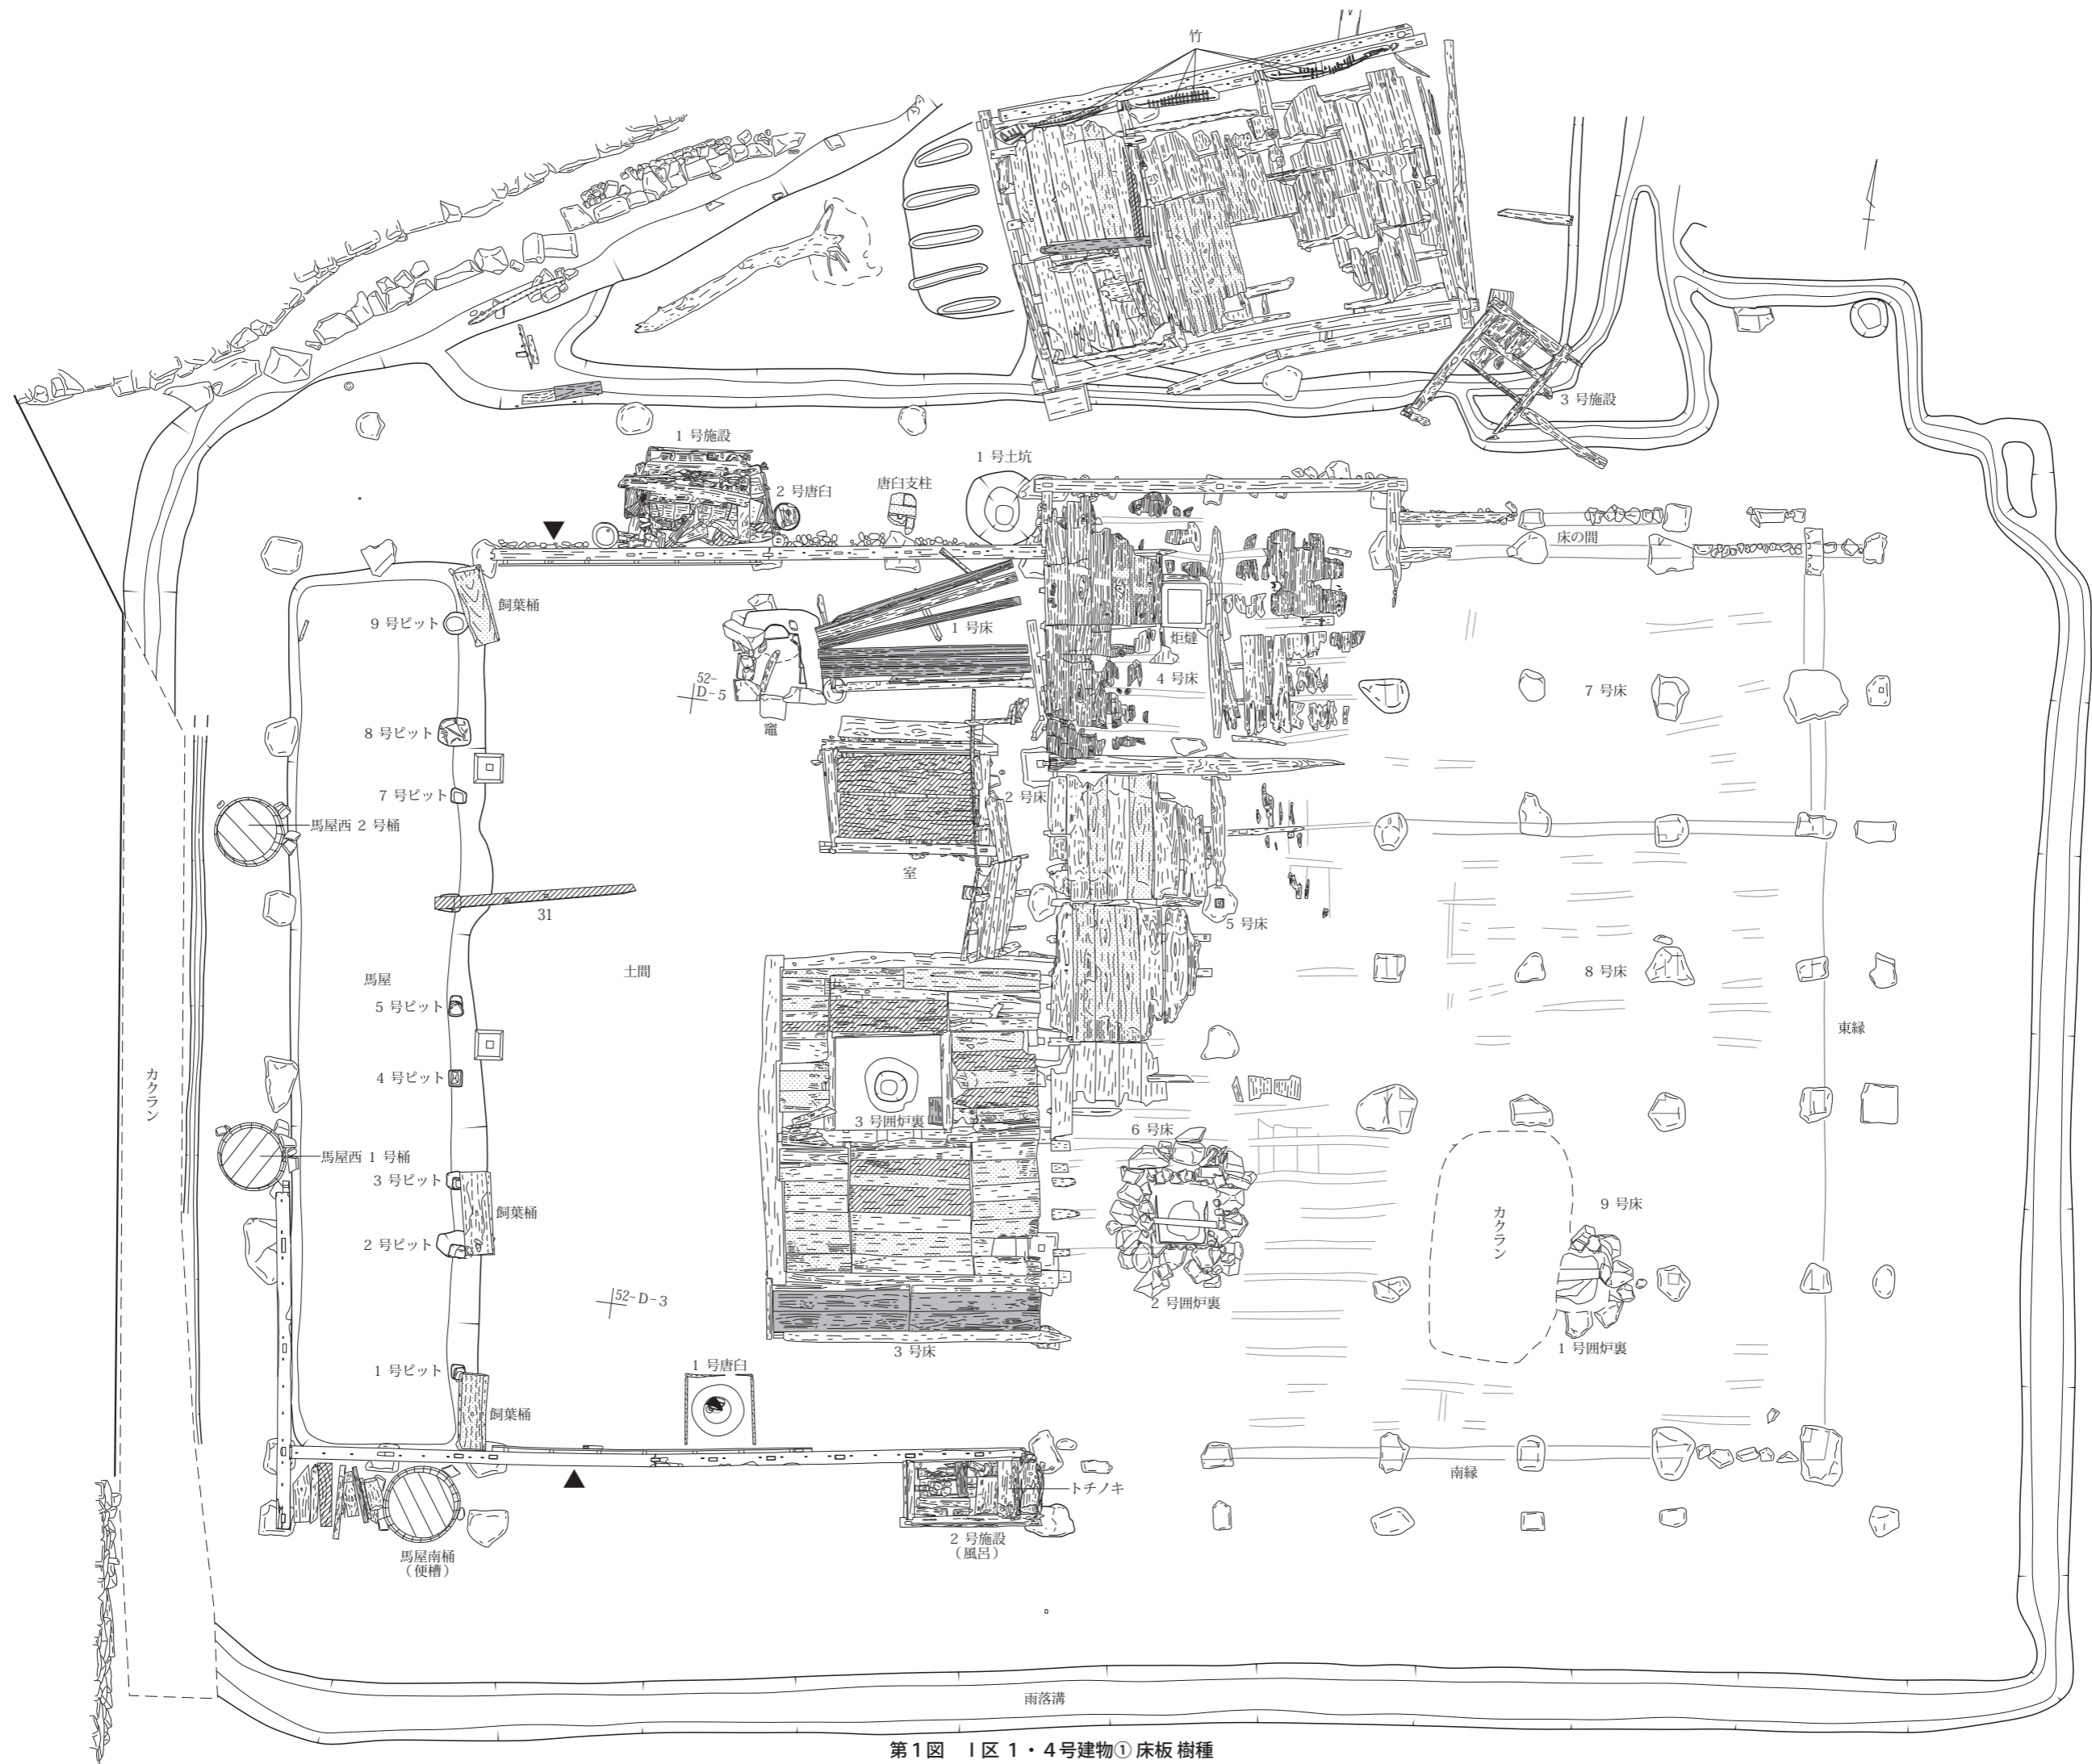 竹
3 号施設
1 号施設
2 号唐臼
唐臼支柱
1 号土坑
床の間
飼葉桶
9 号ピット
1 号床
炬燵
4 号床
52-
D-5
7 号床
竈
8 号ピット
7 号ピット
2 号床
馬屋西 2 号桶
室
31
5 号床
馬屋
土間
8 号床
5 号ピット
東縁
カクラン
4 号ピット
3 号囲炉裏
6 号床
馬屋西 1 号桶
3 号ピット
飼葉桶
カクラン
9 号床
2 号ピット
52-D-3
2 号囲炉裏
1 号囲炉裏
3 号床
1 号唐臼
1 号ピット
飼葉桶
南縁
トチノキ
2 号施設
（風呂）
馬屋南桶
（便槽）
雨落溝
第1図　Ⅰ区 1・4号建物① 床板 樹種